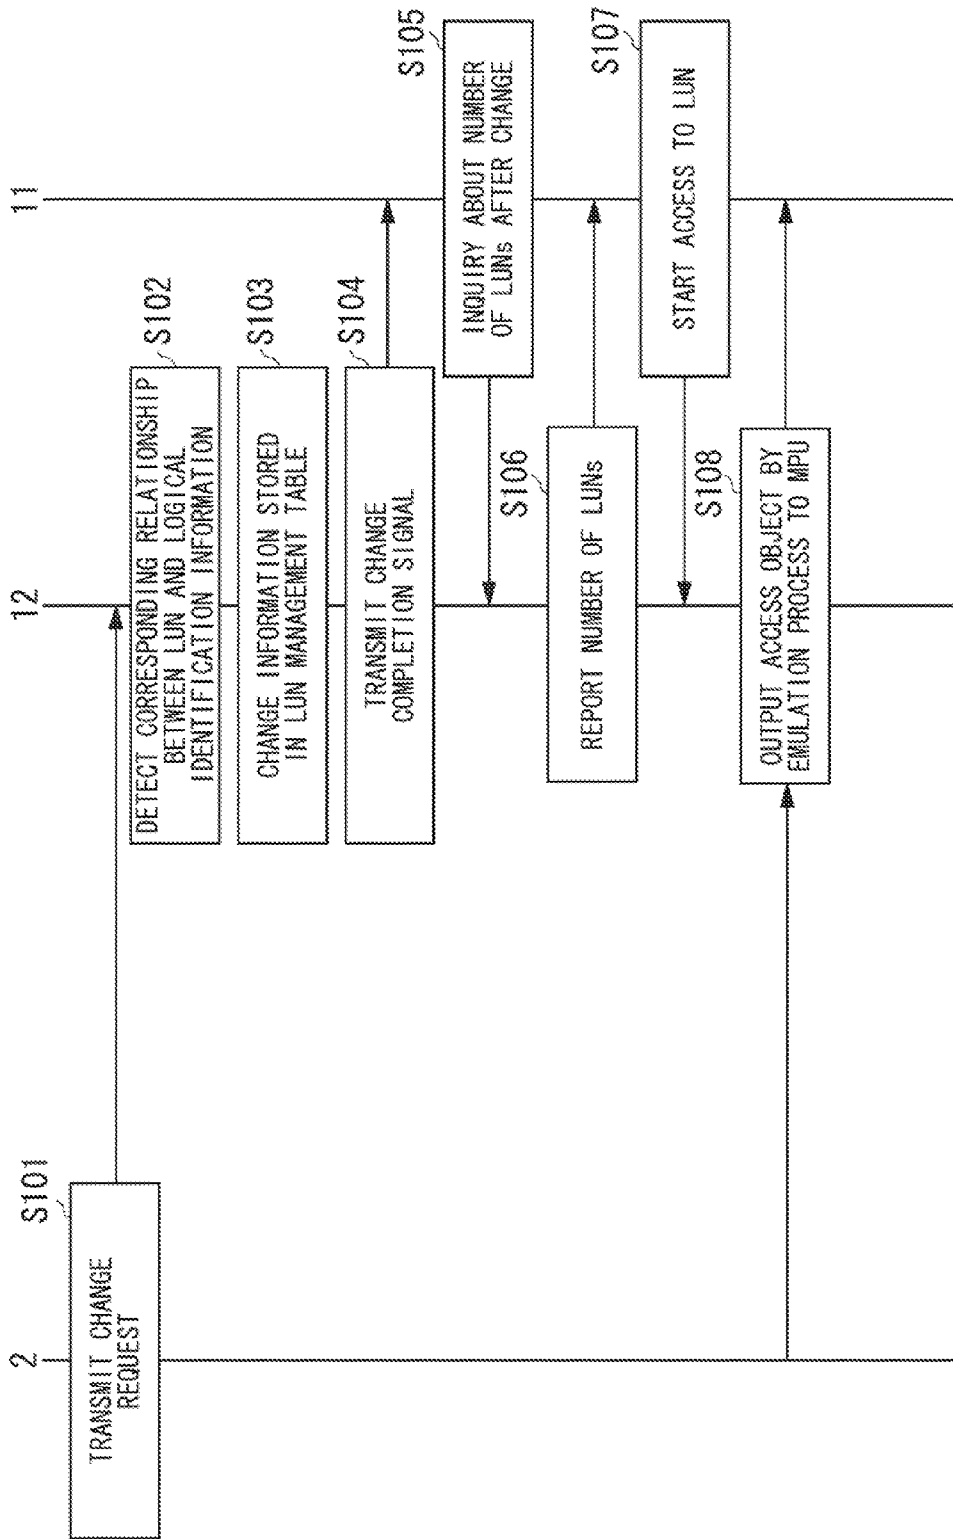 2
12
11
S101
TRANSMIT CHANGE
REQUEST
S102
DETECT CORRESPONDING RELATIONSHIP
BETWEEN LUN AND LOGICAL
IDENTIFICATION INFORMATION
S103
CHANGE INFORMATION STORED
IN LUN MANAGEMENT TABLE
S104
TRANSMIT CHANGE
COMPLETION SIGNAL
S105
INQUIRY ABOUT NUMBER
OF LUNs AFTER CHANGE
S106
REPORT NUMBER OF LUNs
S107
START ACCESS TO LUN
S108
OUTPUT ACCESS OBJECT BY
EMULATION PROCESS TO MPU